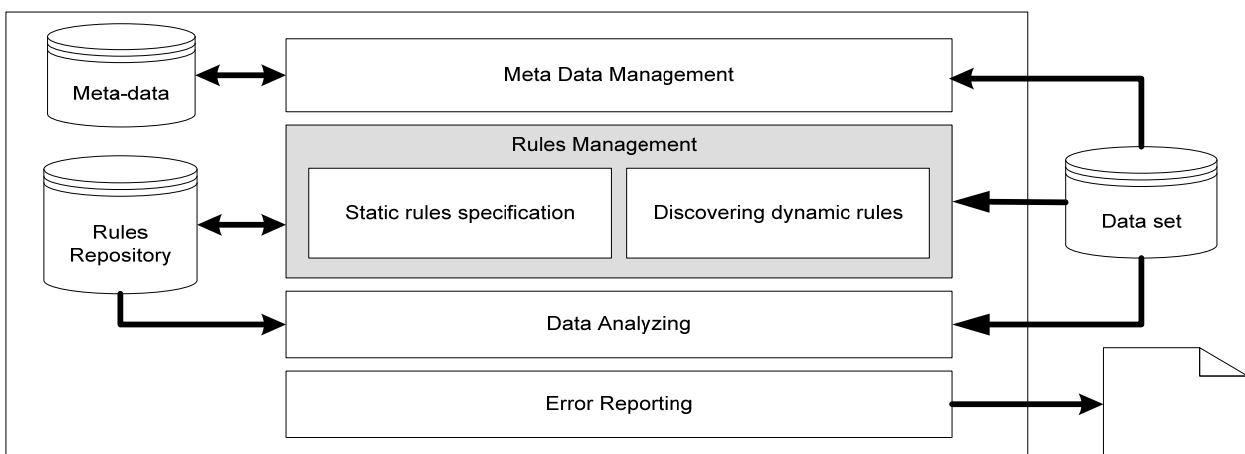 Meta-data
Meta Data Management
Rules Management
Static rules specification
Discovering dynamic rules
Rules
Repository
Data set
Data Analyzing
Error Reporting